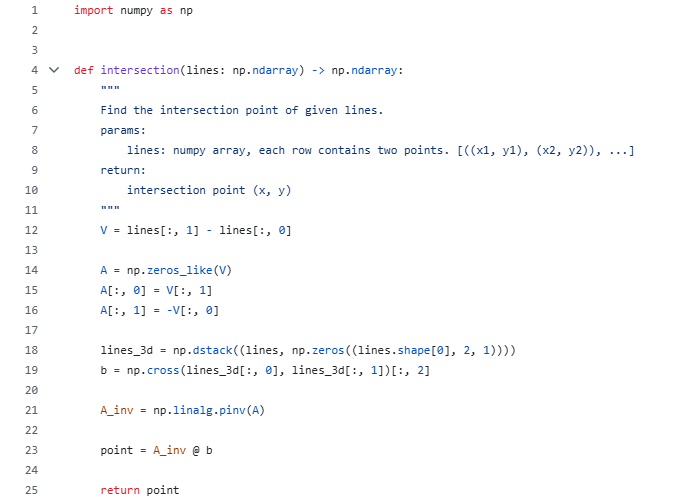 1 import numpy as np
2
3
4 def intersection(lines: np.ndarray) -> np.ndarray:
5     """
6     Find the intersection point of given lines.
7     params:
8         lines: numpy array, each row contains two points. [((x1, y1), (x2, y2)), ...]
9     return:
10         intersection point (x, y)
11     """
12     V = lines[:, 1] - lines[:, 0]
13
14     A = np.zeros_like(V)
15     A[:, 0] = V[:, 1]
16     A[:, 1] = -V[:, 0]
17
18     lines_3d = np.dstack((lines, np.zeros((lines.shape[0], 2, 1))))
19     b = np.cross(lines_3d[:, 0], lines_3d[:, 1])[:, 2]
20
21     A_inv = np.linalg.pinv(A)
22
23     point = A_inv @ b
24
25     return point